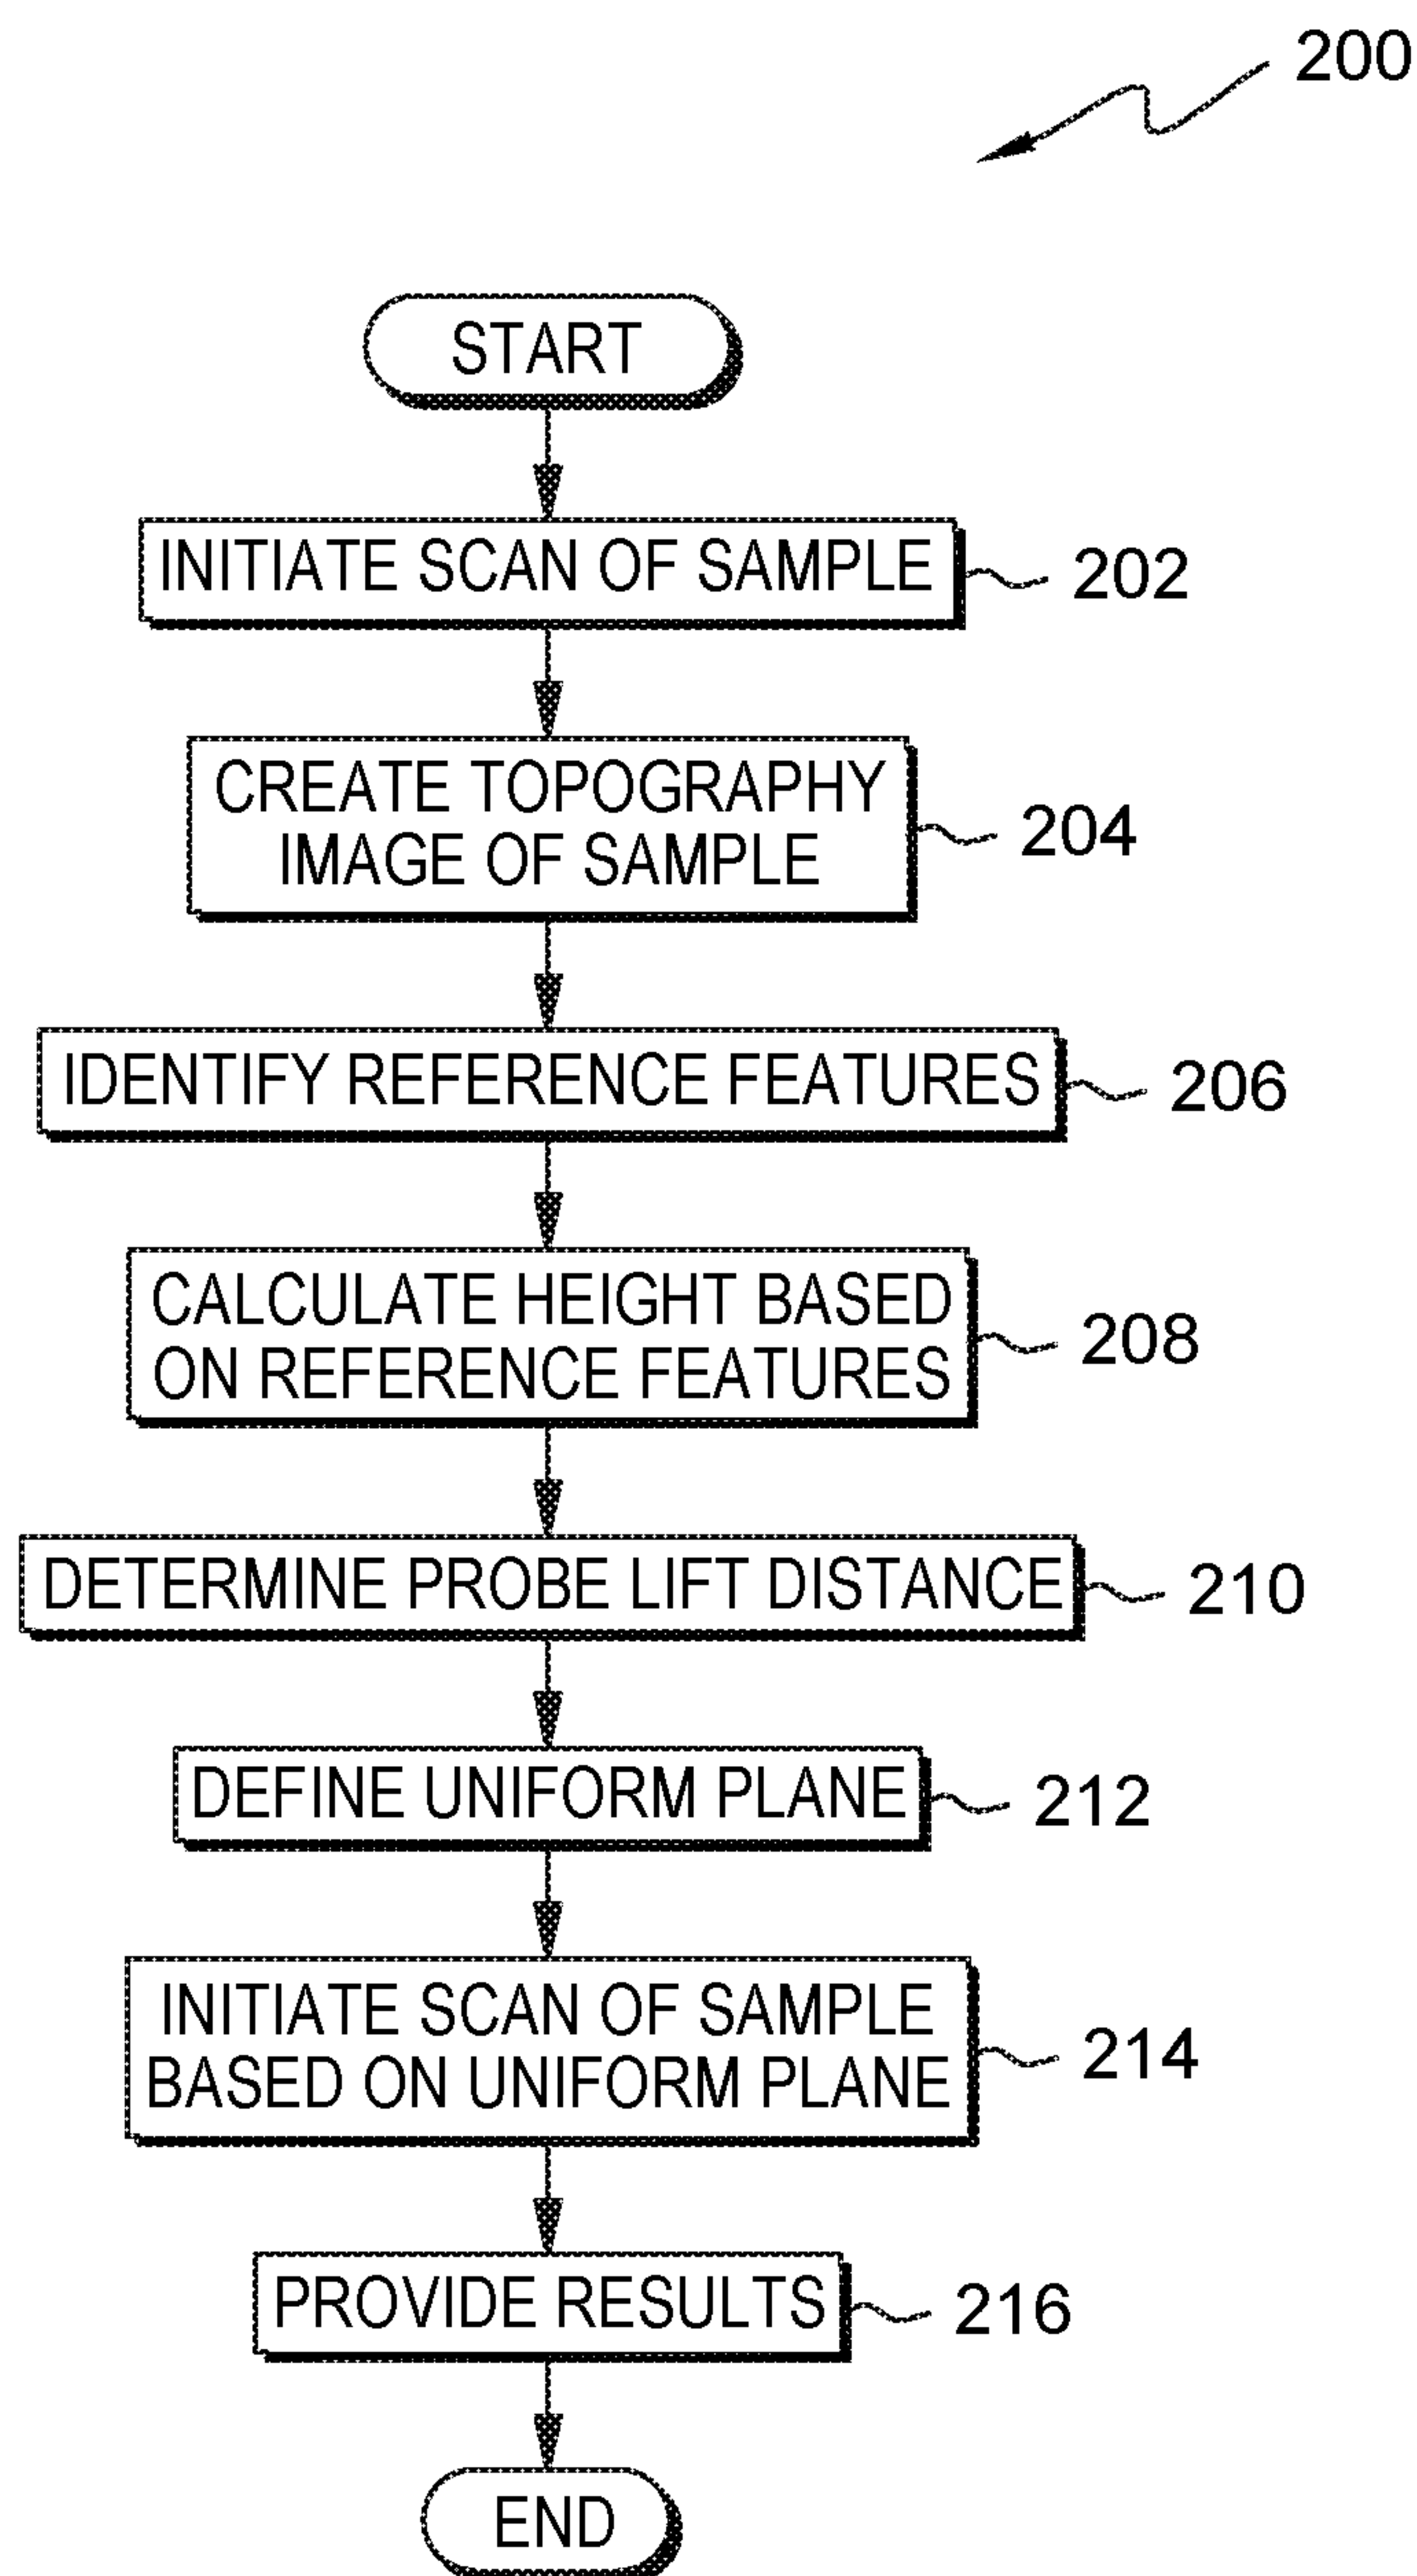 200
START
INITIATE SCAN OF SAMPLE
202
CREATE TOPOGRAPHY
IMAGE OF SAMPLE
204
IDENTIFY REFERENCE FEATURES
206
CALCULATE HEIGHT BASED
ON REFERENCE FEATURES
208
DETERMINE PROBE LIFT DISTANCE
210
DEFINE UNIFORM PLANE
212
INITIATE SCAN OF SAMPLE
BASED ON UNIFORM PLANE
214
PROVIDE RESULTS
216
END